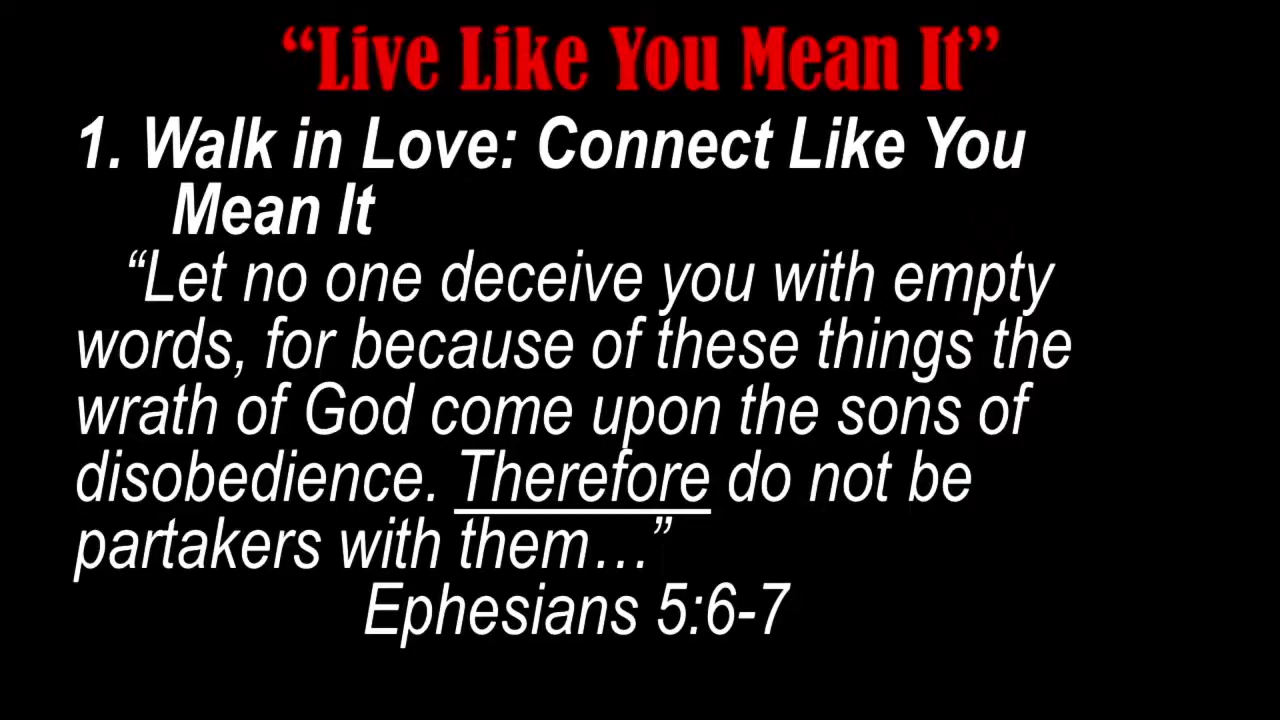 “Live Like You Mean It”
1. Walk in Love: Connect Like You
Mean It
“Let no one deceive you with empty
words, for because of these things the
wrath of God come upon the sons of
disobedience. Therefore do not be
partakers with them…”
Ephesians 5:6-7